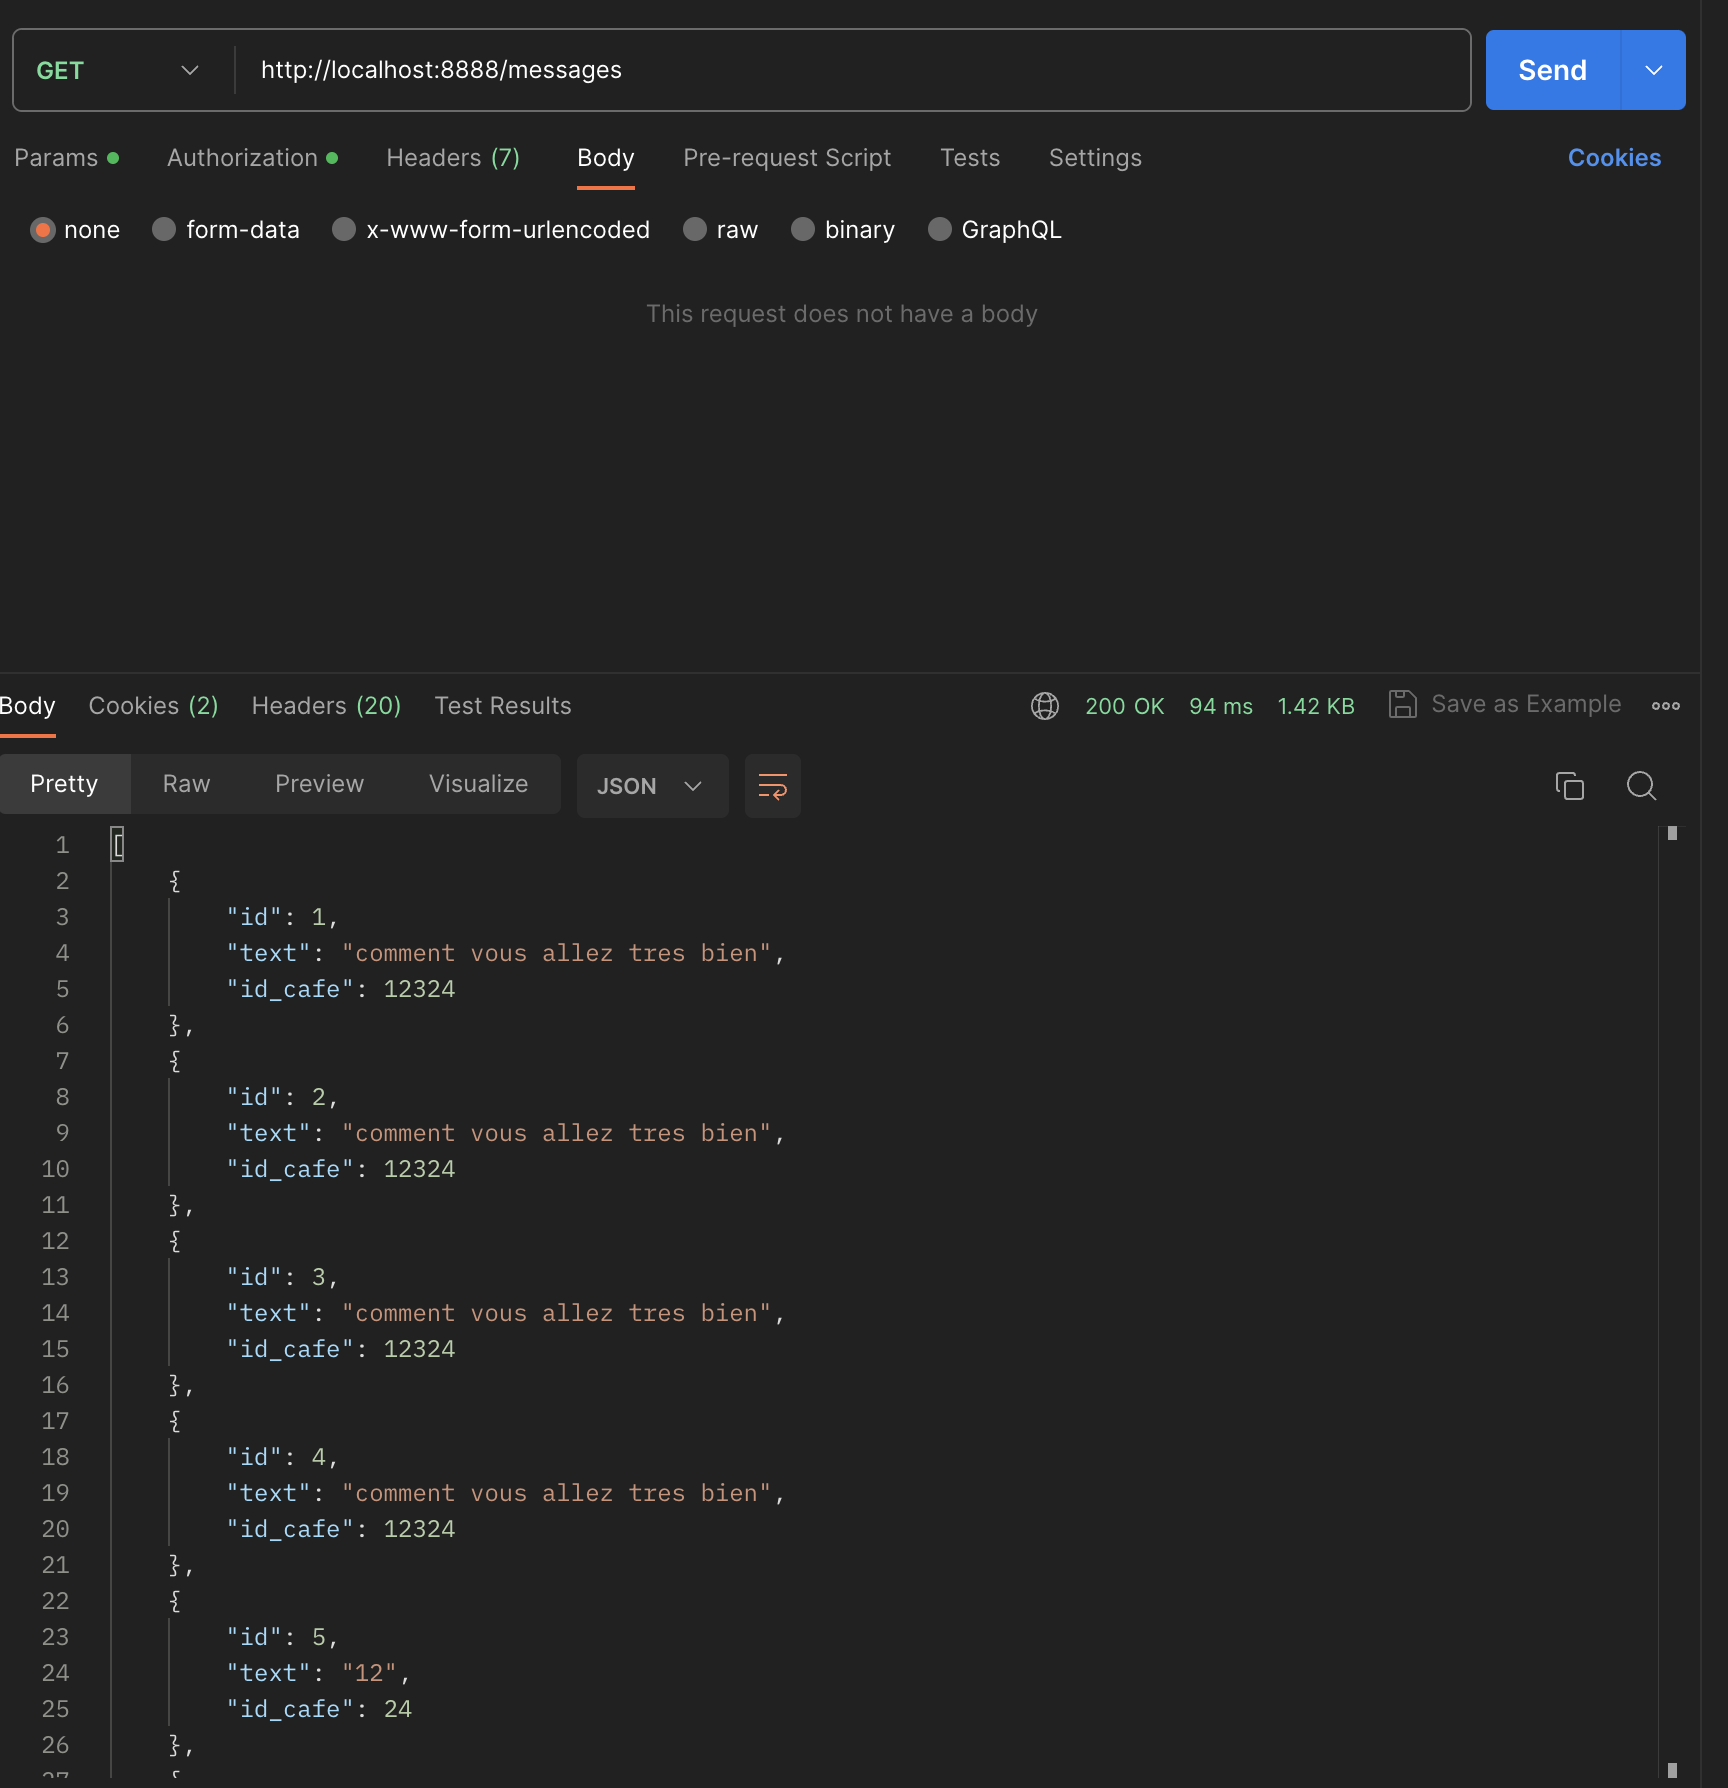 GET http://localhost:8888/messages Send
Params Authorization Headers (7) Body Pre-request Script Tests Settings Cookies
none form-data x-www-form-urlencoded raw binary GraphQL
This request does not have a body
Body Cookies (2) Headers (20) Test Results 200 OK 94 ms 1.42 KB Save as Example
Pretty Raw Preview Visualize JSON
1 [
2 {
3 "id": 1,
4 "text": "comment vous allez tres bien",
5 "id_cafe": 12324
6 },
7 {
8 "id": 2,
9 "text": "comment vous allez tres bien",
10 "id_cafe": 12324
11 },
12 {
13 "id": 3,
14 "text": "comment vous allez tres bien",
15 "id_cafe": 12324
16 },
17 {
18 "id": 4,
19 "text": "comment vous allez tres bien",
20 "id_cafe": 12324
21 },
22 {
23 "id": 5,
24 "text": "12",
25 "id_cafe": 24
26 },
27 {